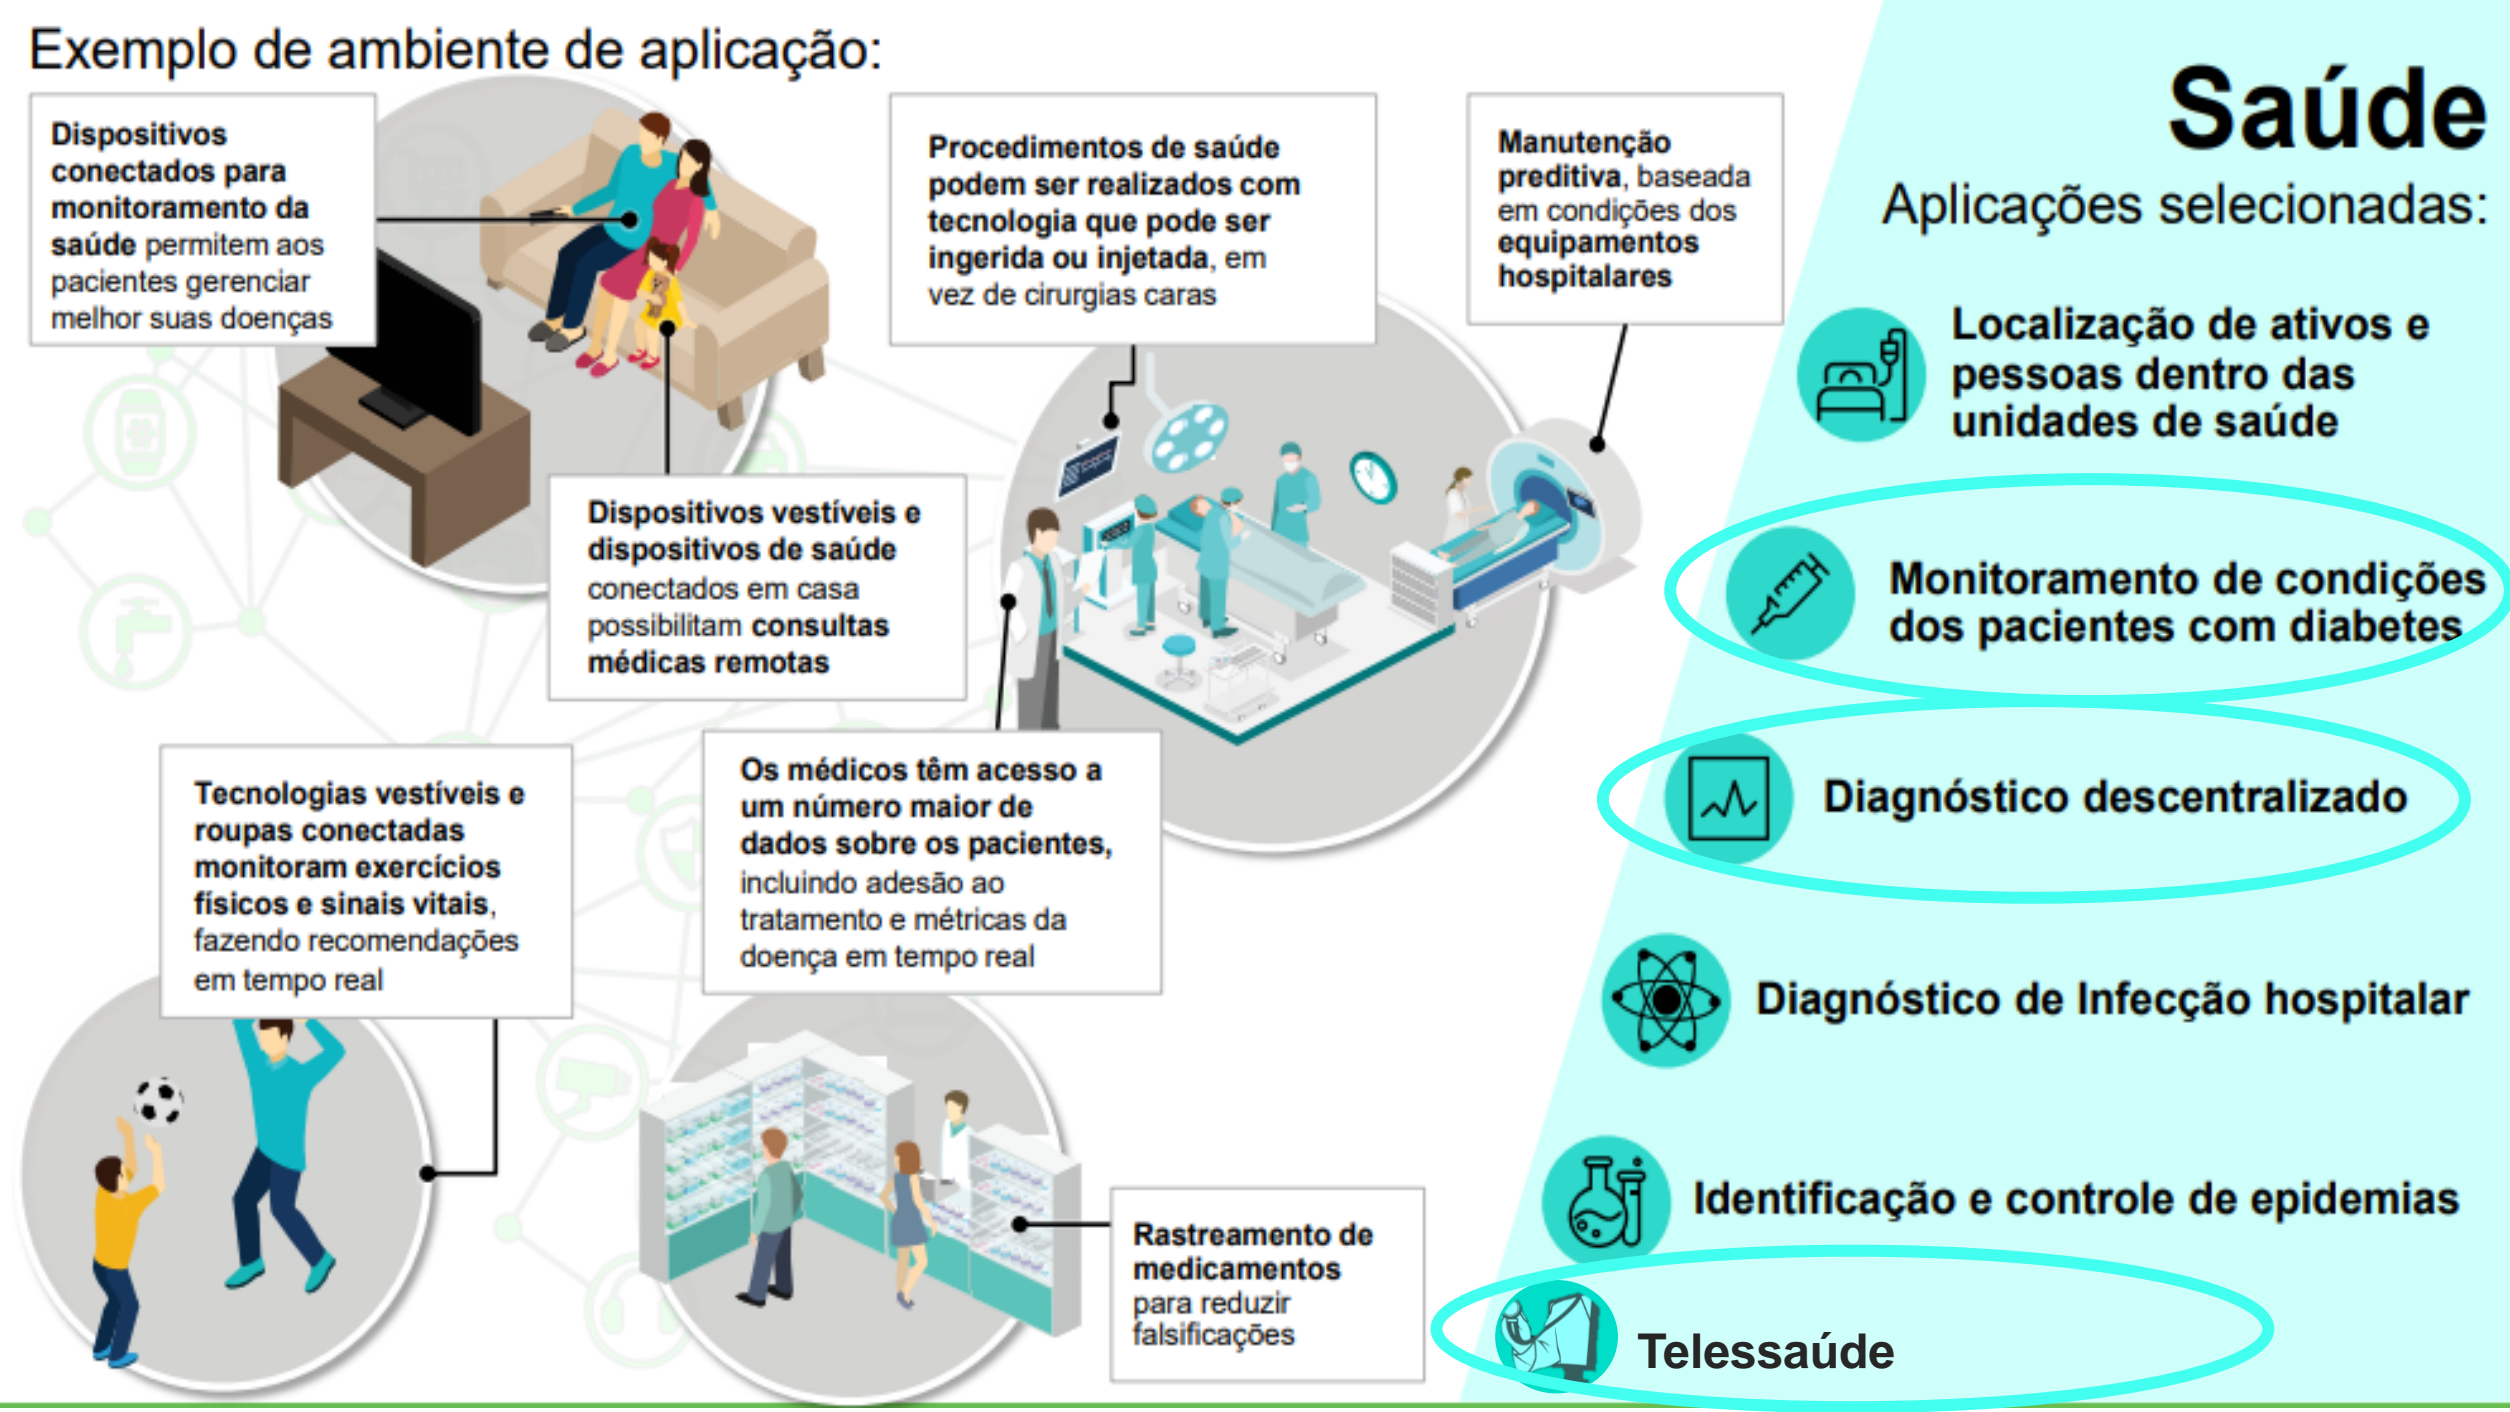 Exemplo de ambiente de aplicação:
Dispositivos
conectados para
monitoramento da
saúde permitem aos
pacientes gerenciar
melhor suas doenças
Dispositivos vestíveis e
dispositivos de saúde
conectados em casa
possibilitam consultas
médicas remotas
Procedimentos de saúde
podem ser realizados com
tecnologia que pode ser
ingerida ou injetada, em
vez de cirurgias caras
Manutenção
preditiva, baseada
em condições dos
equipamentos
hospitalares
Tecnologias vestíveis e
roupas conectadas
monitoram exercícios
físicos e sinais vitais,
fazendo recomendações
em tempo real
Os médicos têm acesso a
um número maior de
dados sobre os pacientes,
incluindo adesão ao
tratamento e métricas da
doença em tempo real
Rastreamento de
medicamentos
para reduzir
falsificações
Saúde
Aplicações selecionadas:
Localização de ativos e
pessoas dentro das
unidades de saúde
Monitoramento de condições
dos pacientes com diabetes
Diagnóstico descentralizado
Diagnóstico de Infecção hospitalar
Identificação e controle de epidemias
Telessaúde